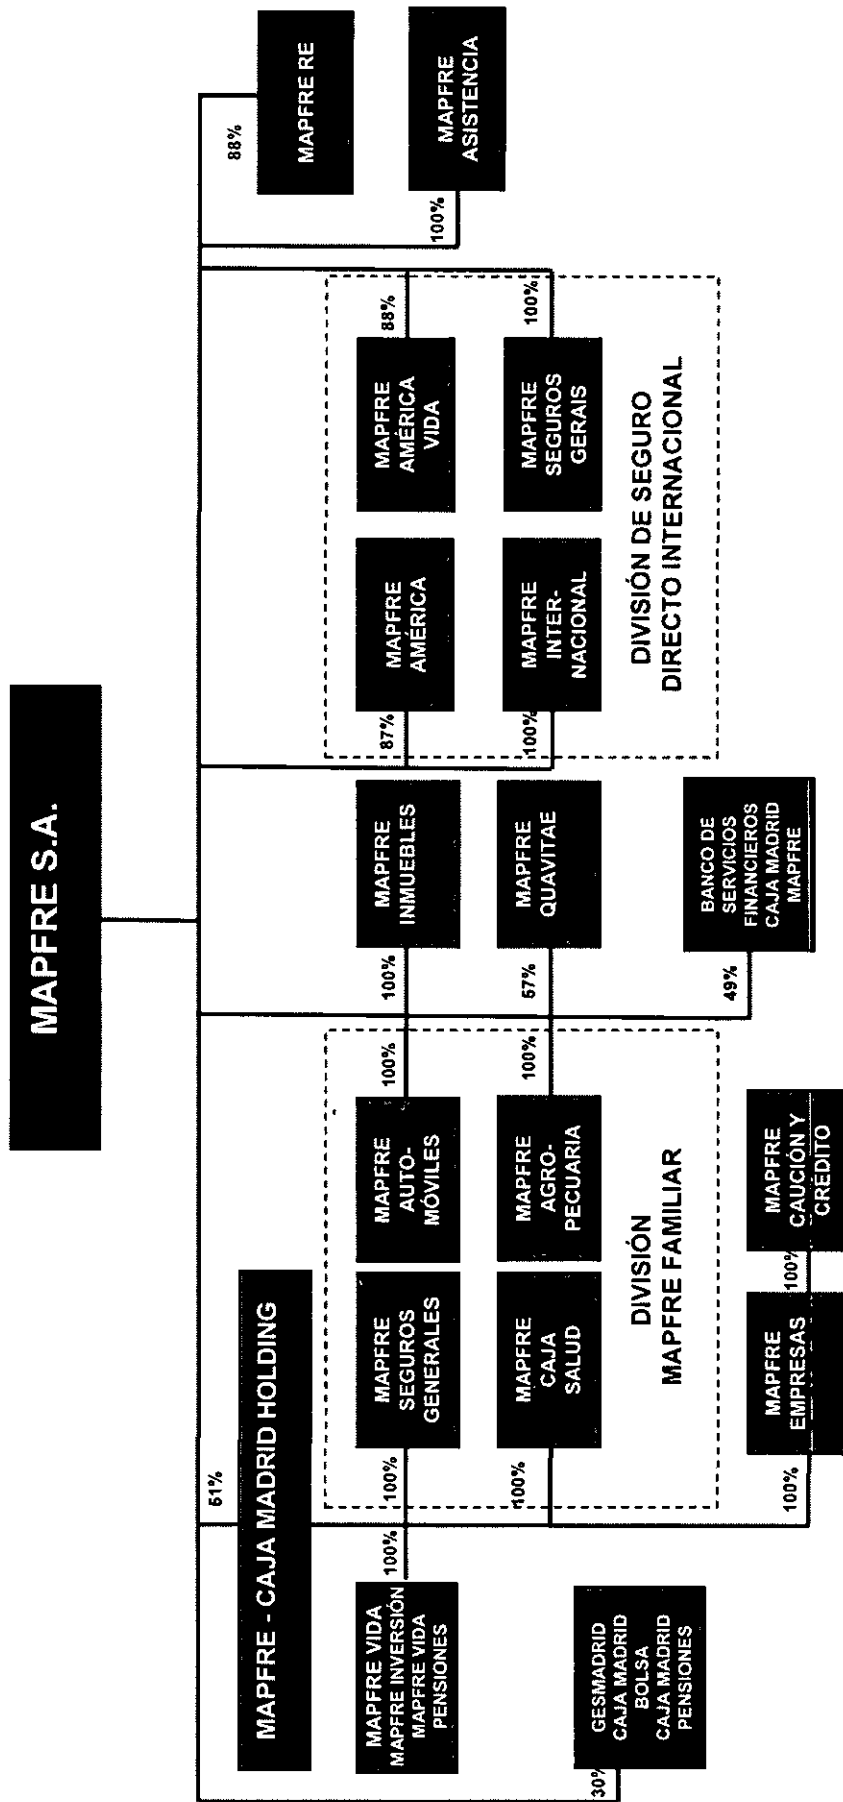 MAPFRE S.A.
51%
MAPFRE - CAJA MADRID HOLDING
88%
MAPFRE RE
100%
MAPFRE
ASISTENCIA
100%
MAPFRE VIDA
MAPFRE INVERSIÓN
MAPFRE VIDA
PENSIONES
100%
MAPFRE
SEGUROS
GENERALES
MAPFRE
AUTO-
MÓVILES
100%
100%
MAPFRE
INMUEBLES
87%
MAPFRE
AMÉRICA
MAPFRE
AMÉRICA
VIDA
88%
100%
MAPFRE
CAJA
SALUD
MAPFRE
AGRO-
PECUARIA
100%
57%
MAPFRE
QUAVITAE
100%
MAPFRE
INTER-
NACIONAL
MAPFRE
SEGUROS
GERAIS
100%
DIVISIÓN
MAPFRE FAMILIAR
DIVISIÓN DE SEGURO
DIRECTO INTERNACIONAL
30%
GESMADRID
CAJA MADRID
BOLSA
CAJA MADRID
PENSIONES
49%
BANCO DE
SERVICIOS
FINANCIEROS
CAJA MADRID
MAPFRE
100%
MAPFRE
EMPRESAS
100%
MAPFRE
CAUCIÓN Y
CRÉDITO